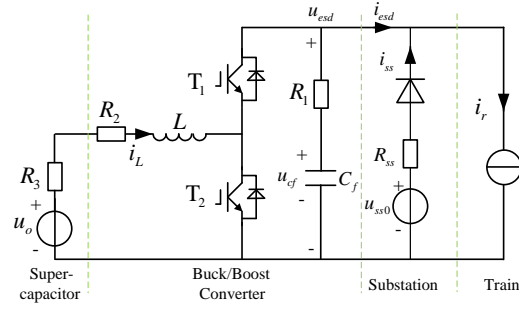 u_esd
i_esd
+
T_1
i_ss
R_1
R_2
L
i_L
i_r
R_3
+
R_ss
T_2
u_cf
C_f
+
u_o
-
-
+
u_ss0
-
-
Super-
capacitor
Buck/Boost
Converter
Substation
Train